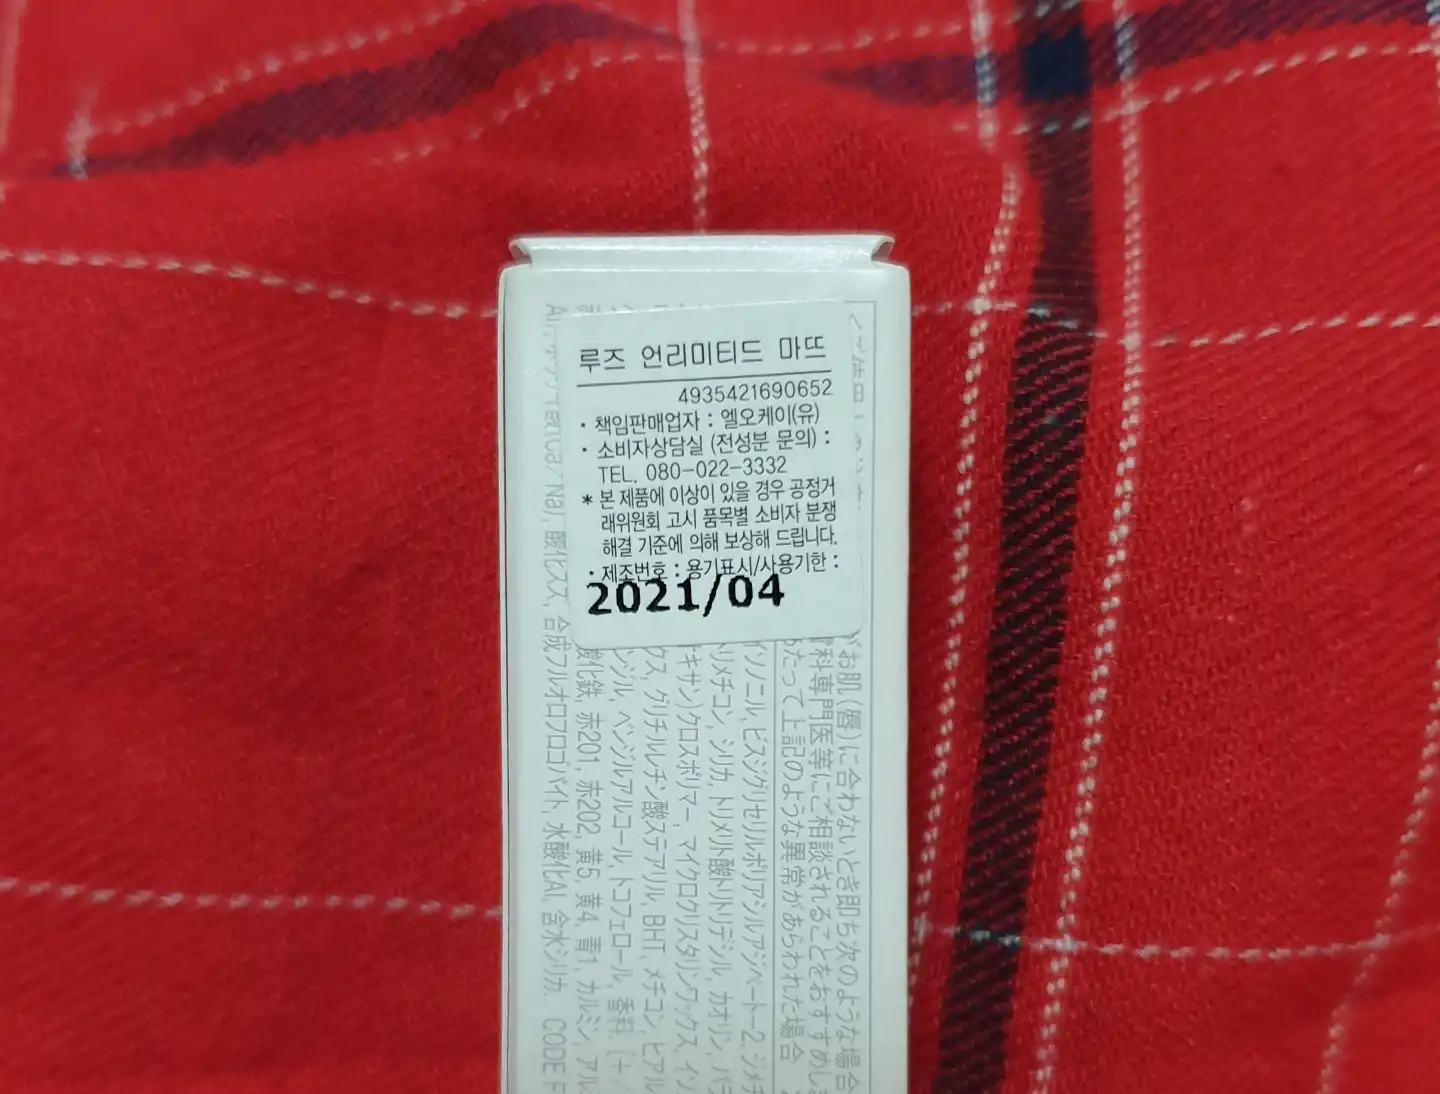 루즈 언리미티드 마뜨
4935421690652
· 책임판매업자 : 엘오케이(유)
· 소비자상담실 (전성분 문의) :
TEL. 080-022-3332
* 본 제품에 이상이 있을 경우 공정거
래위원회 고시 품목별 소비자 분쟁
해결 기준에 의해 보상해 드립니다.
· 제조번호 : 용기표시/사용기한 :
2021/04
がお肌(唇)に合わないとき即ち次のような場合
科専門医等にご相談されることをおすすめしま
たって上記のような異常があらわれた場合
イソノニル, ビスジグリセリルポリアシルアジペート-2, ジメチ
トリメチコン, シリカ, トリメリト酸トリトリデシル, カオリン, パラ
キサン)クロスポリマー, マイクロクリスタリンワックス, イソ
クス, グリチルレチン酸ステアリル, BHT, メチコン, ヒアル
ンジル, ベンジルアルコール, トコフェロール, 香料, [+/
酸化鉄, 赤201, 赤202, 黄5, 黄4, 青1, カルミン, アル
(Ca/Na), 酸化スズ, 合成フルオロフロゴパイト, 水酸化Al, 含水シリカ. CODE F